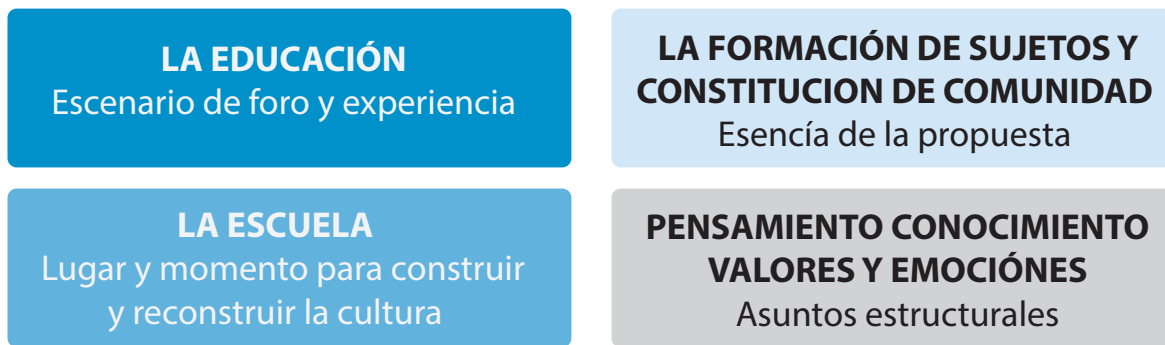 LA EDUCACIÓN
Escenario de foro y experiencia
LA FORMACIÓN DE SUJETOS Y
CONSTITUCION DE COMUNIDAD
Esencía de la propuesta
LA ESCUELA
Lugar y momento para construir
y reconstruir la cultura
PENSAMIENTO CONOCIMIENTO
VALORES Y EMOCIÓNES
Asuntos estructurales